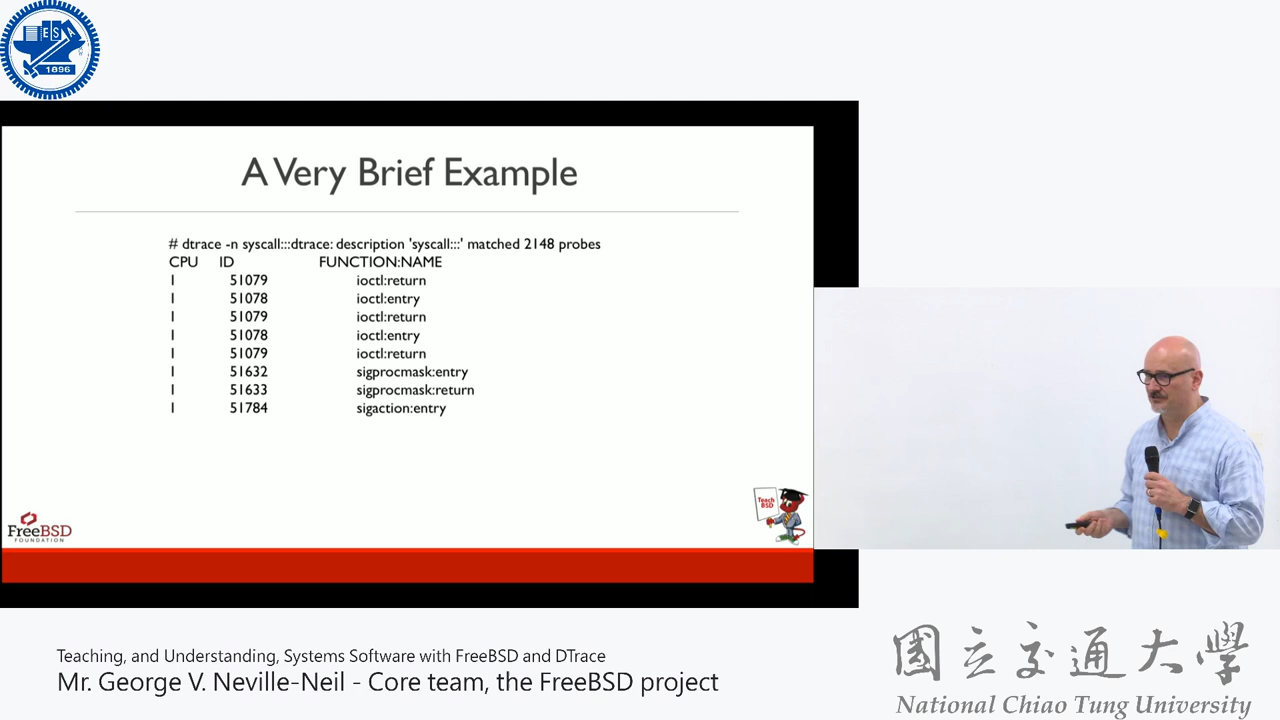 ESA
1896
A Very Brief Example
# dtrace -n syscall:::dtrace: description 'syscall:::' matched 2148 probes
CPU ID FUNCTION:NAME
1 51079 ioctl:return
1 51078 ioctl:entry
1 51079 ioctl:return
1 51078 ioctl:entry
1 51079 ioctl:return
1 51632 sigprocmask:entry
1 51633 sigprocmask:return
1 51784 sigaction:entry
Teach
BSD
FreeBSD
FOUNDATION
Teaching, and Understanding, Systems Software with FreeBSD and DTrace
Mr. George V. Neville-Neil - Core team, the FreeBSD project
國立交通大學
National Chiao Tung University